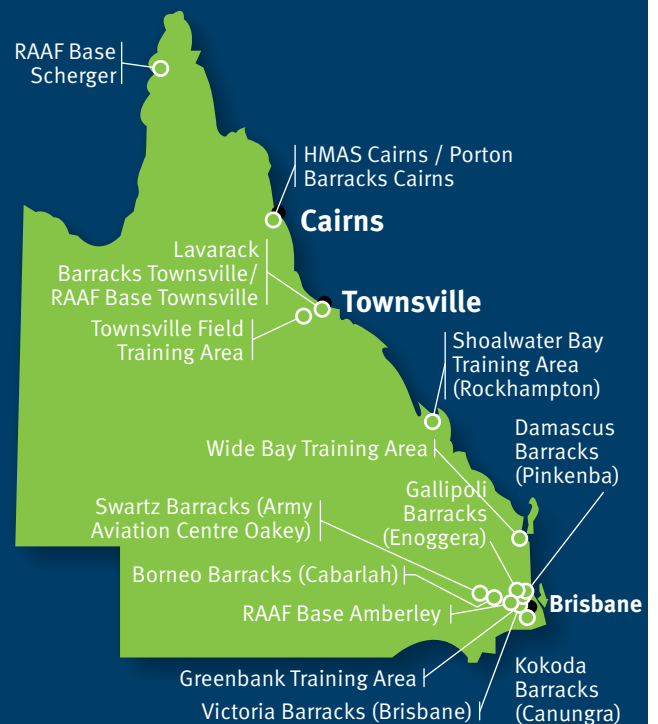 RAAF Base
Scherger
HMAS Cairns / Porton
Barracks Cairns
Cairns
Lavarack
Barracks Townsville/
RAAF Base Townsville
Townsville
Townsville Field
Training Area
Shoalwater Bay
Training Area
(Rockhampton)
Wide Bay Training Area
Damascus
Barracks
(Pinkenba)
Gallipoli
Barracks
(Enoggera)
Swartz Barracks (Army
Aviation Centre Oakey)
Borneo Barracks (Cabarlah)
RAAF Base Amberley
Brisbane
Greenbank Training Area
Victoria Barracks (Brisbane)
Kokoda
Barracks
(Canungra)